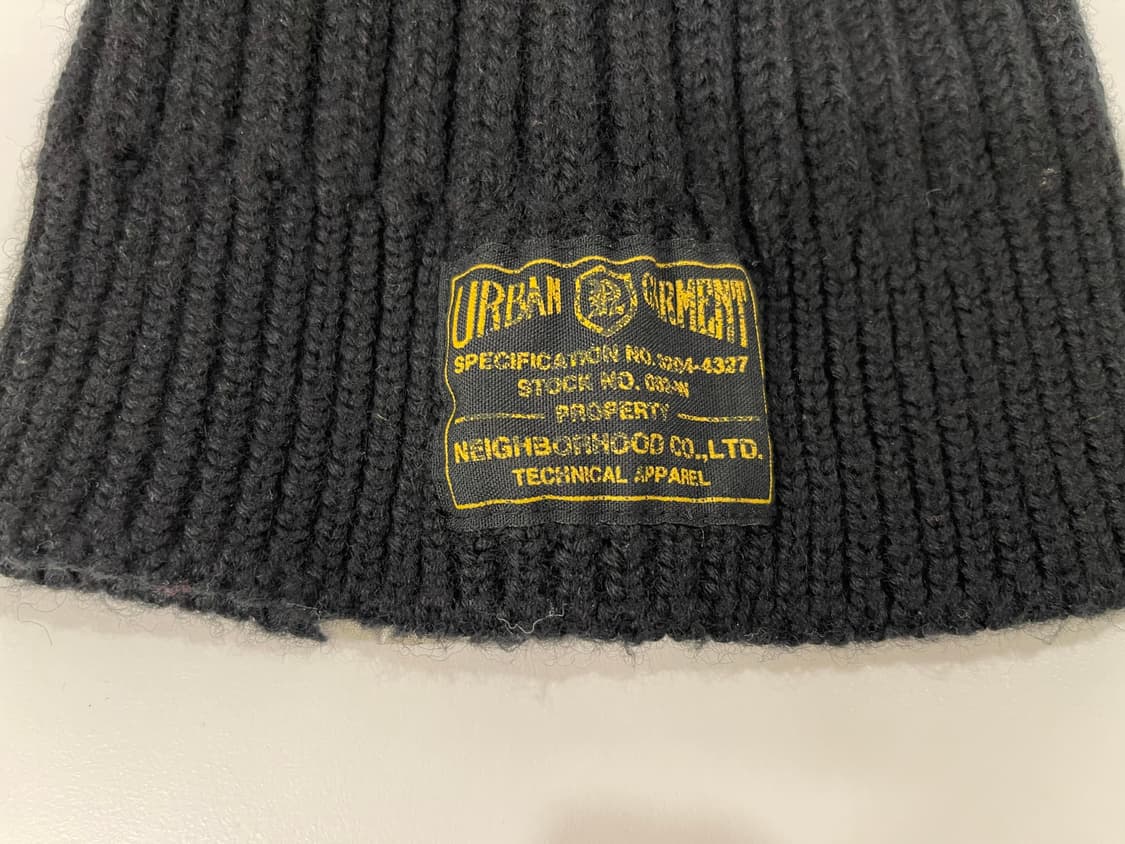 URBAN GARMENT
SPECIFICATION NO.
STOCK NO.
PROPERTY
NEIGHBORHOOD CO.,LTD.
TECHNICAL APPAREL